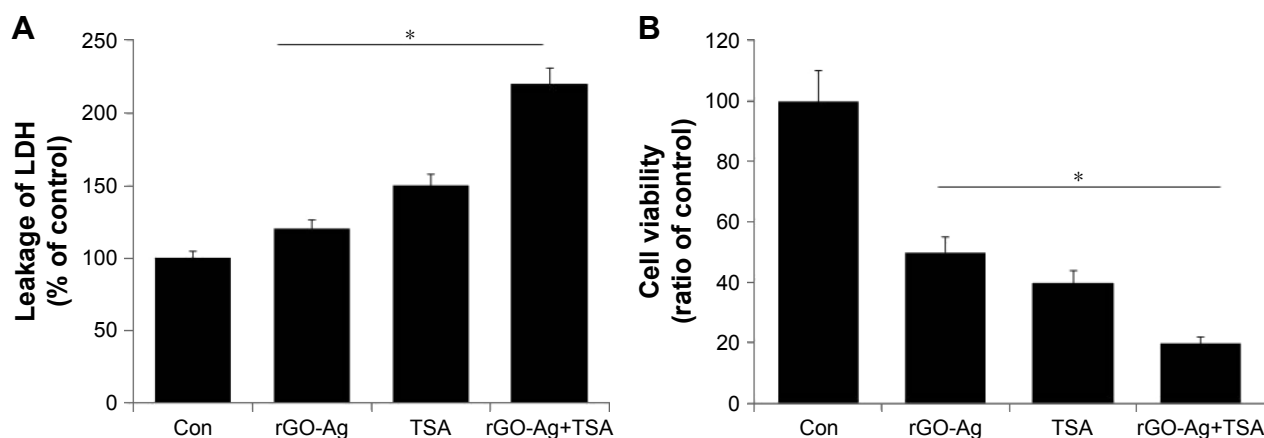 A
Leakage of LDH
(% of control)
250
200
150
100
50
0
*
Con rGO-Ag TSA rGO-Ag+TSA
B
Cell viability
(ratio of control)
120
100
80
60
40
20
0
*
Con rGO-Ag TSA rGO-Ag+TSA